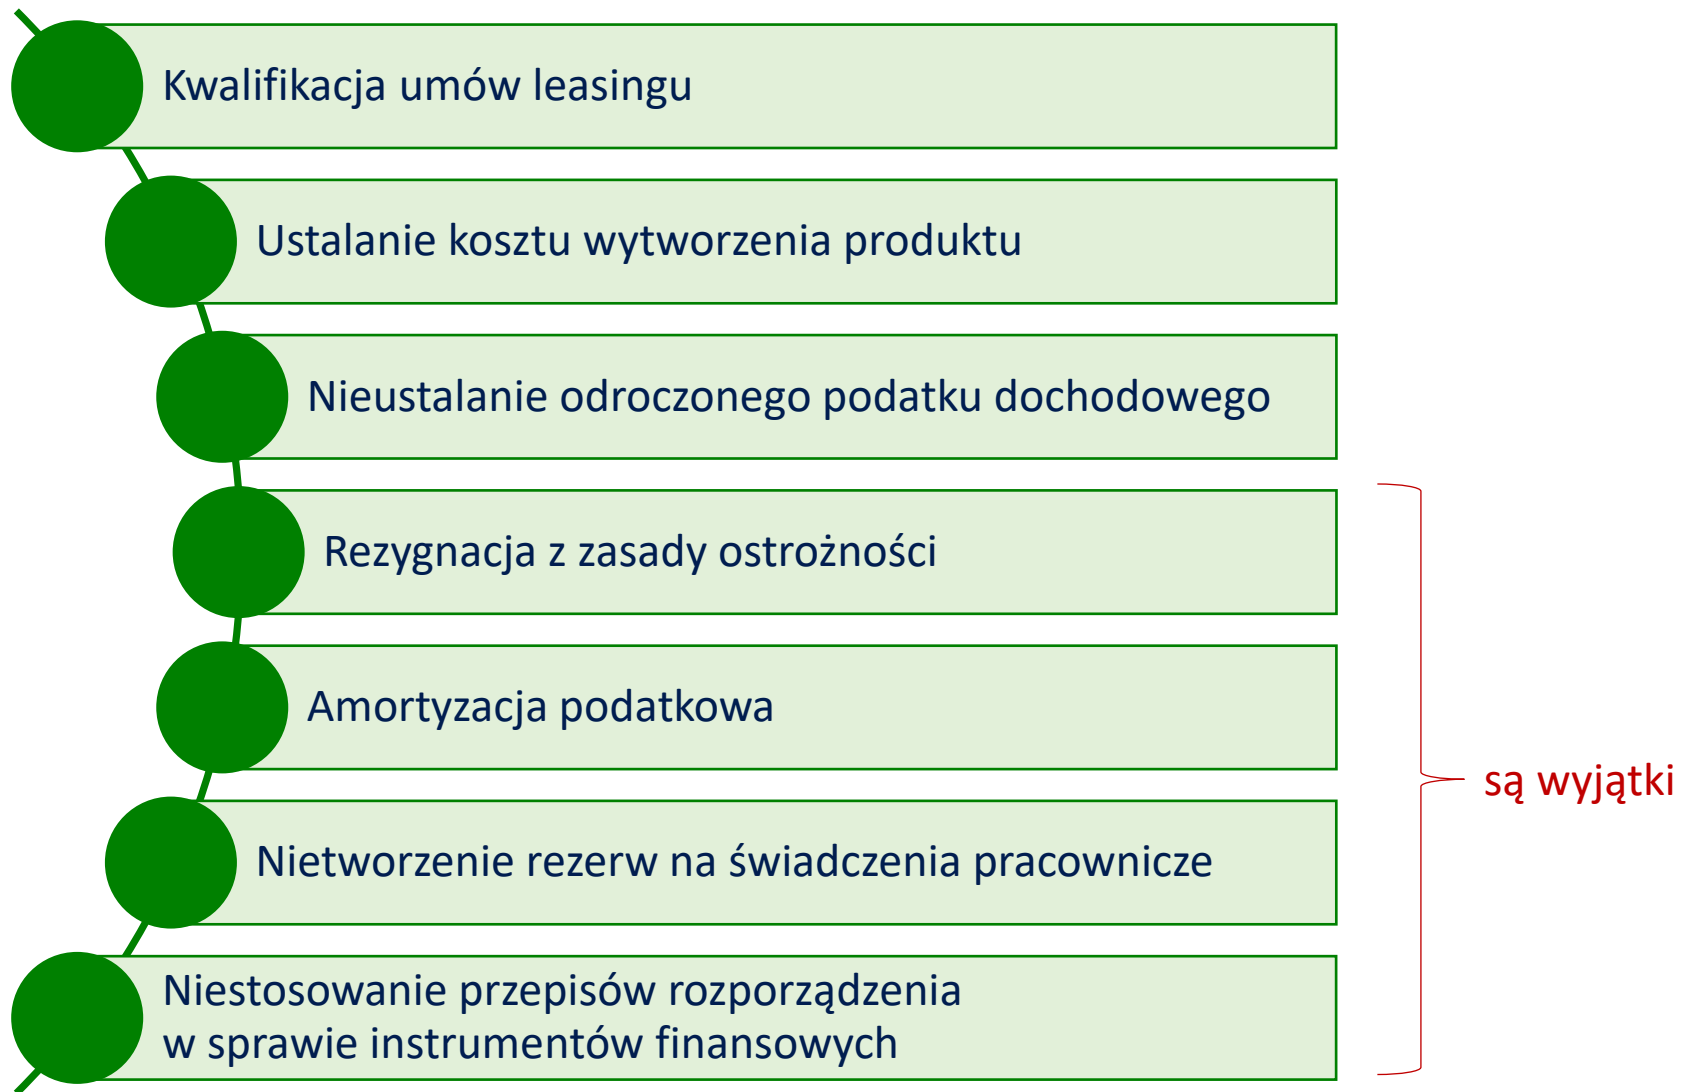 Kwalifikacja umów leasingu
Ustalanie kosztu wytworzenia produktu
Nieustalanie odroczonego podatku dochodowego
Rezygnacja z zasady ostrożności
Amortyzacja podatkowa
są wyjątki
Nietworzenie rezerw na świadczenia pracownicze
Niestosowanie przepisów rozporządzenia
w sprawie instrumentów finansowych